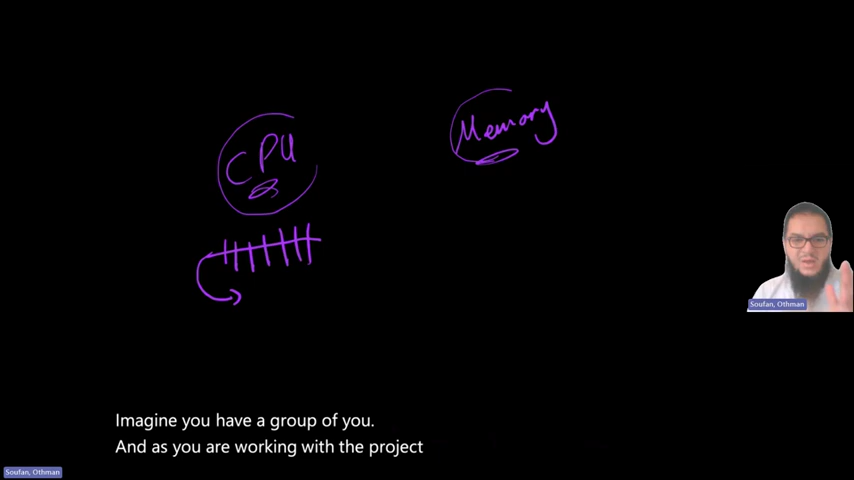 CPU
Memory
Soufan, Othman
Imagine you have a group of you.
And as you are working with the project
Soufan, Othman